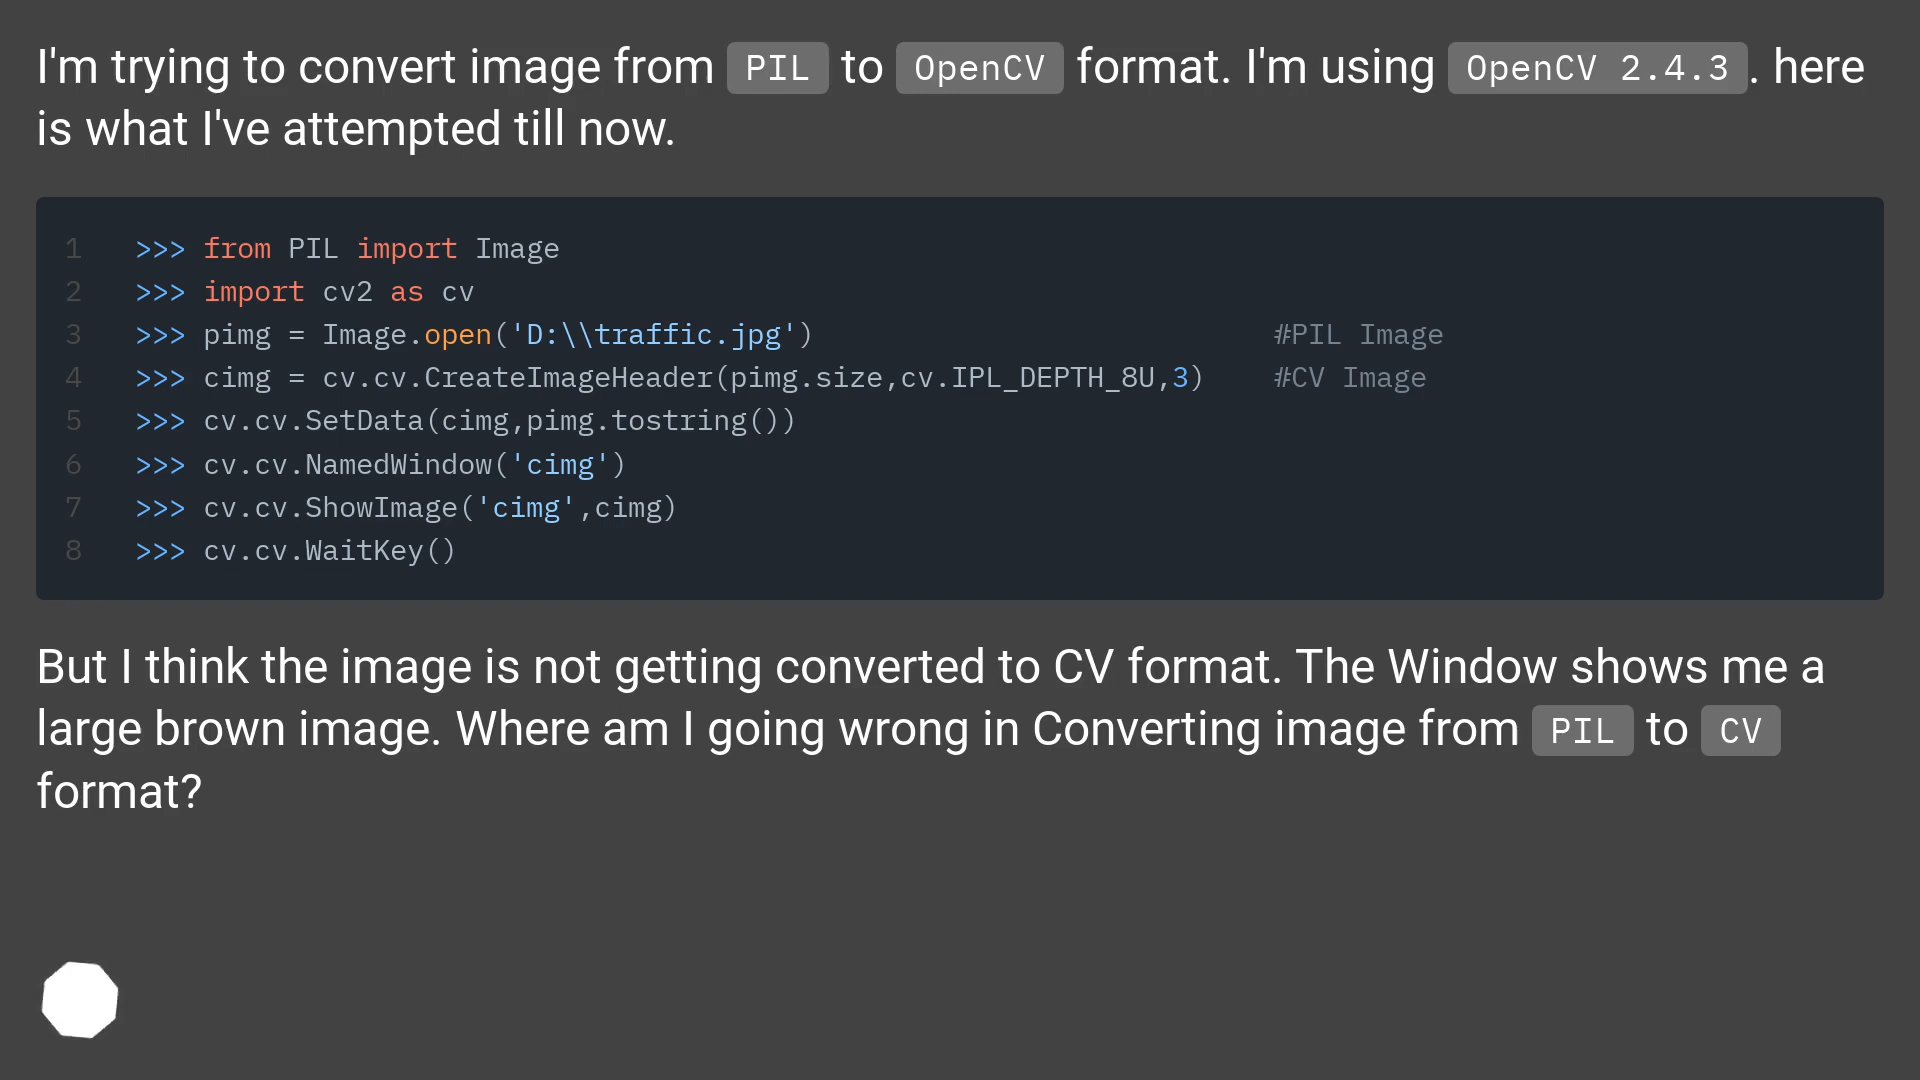 I'm trying to convert image from PIL to OpenCV format. I'm using OpenCV 2.4.3. here
is what I've attempted till now.
1 >>> from PIL import Image
2 >>> import cv2 as cv
3 >>> pimg = Image.open('D:\\traffic.jpg') #PIL Image
4 >>> cimg = cv.cv.CreateImageHeader(pimg.size,cv.IPL_DEPTH_8U,3) #CV Image
5 >>> cv.cv.SetData(cimg,pimg.tostring())
6 >>> cv.cv.NamedWindow('cimg')
7 >>> cv.cv.ShowImage('cimg',cimg)
8 >>> cv.cv.WaitKey()
But I think the image is not getting converted to CV format. The Window shows me a
large brown image. Where am I going wrong in Converting image from PIL to CV
format?